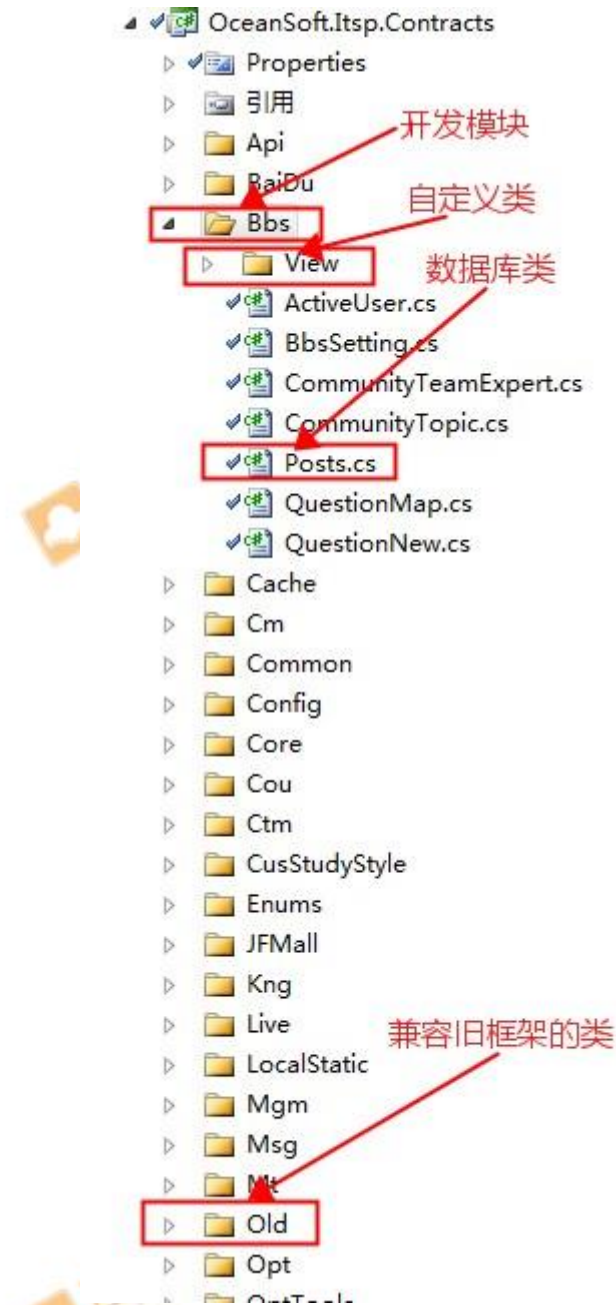 OceanSoft.Itsp.Contracts
Properties
引用
开发模块
Api
BaiDu
自定义类
Bbs
View
数据库类
ActiveUser.cs
BbsSetting.cs
CommunityTeamExpert.cs
CommunityTopic.cs
Posts.cs
QuestionMap.cs
QuestionNew.cs
Cache
Cm
Common
Config
Core
Cou
Ctm
CusStudyStyle
Enums
JFMall
Kng
Live
兼容旧框架的类
LocalStatic
Mgm
Msg
Mt
Old
Opt
OptTools